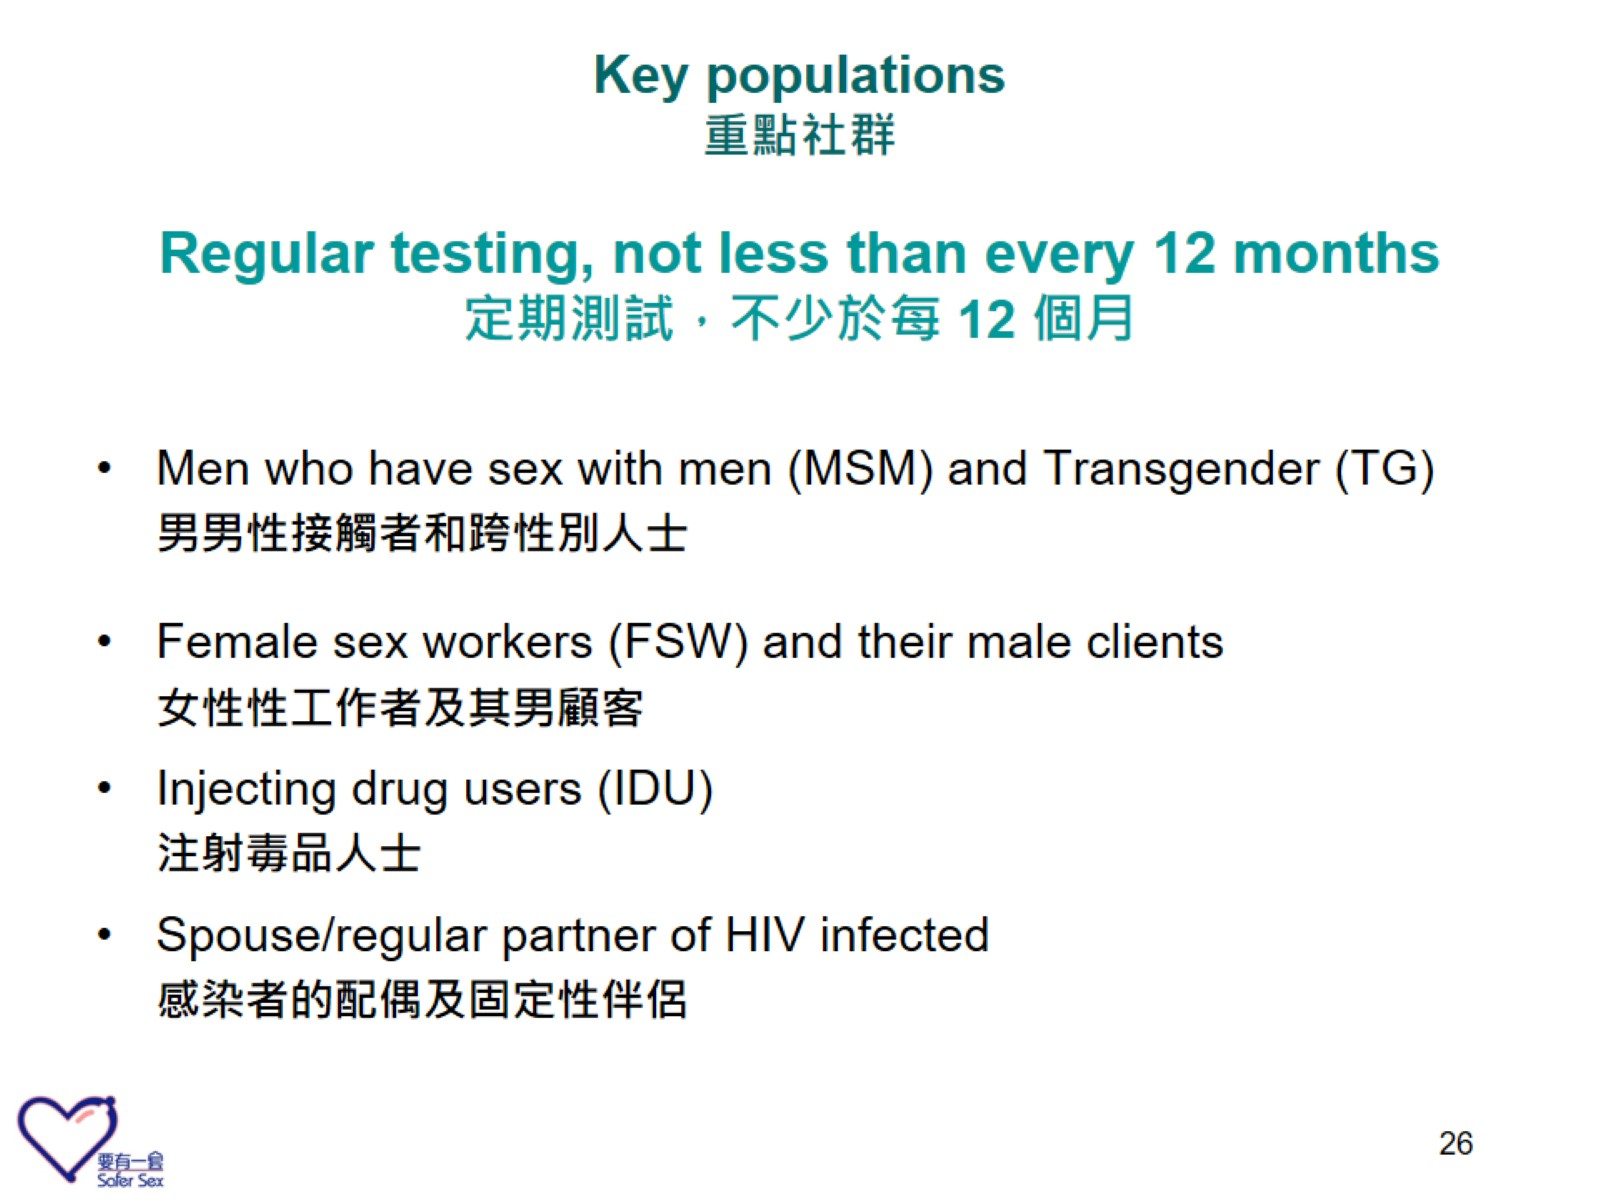 Key populations
重點社群
Regular testing, not less than every 12 months
定期測試，不少於每 12 個月
• Men who have sex with men (MSM) and Transgender (TG)
男男性接觸者和跨性別人士
• Female sex workers (FSW) and their male clients
女性性工作者及其男顧客
• Injecting drug users (IDU)
注射毒品人士
• Spouse/regular partner of HIV infected
感染者的配偶及固定性伴侶
要有一套
Safer Sex
26